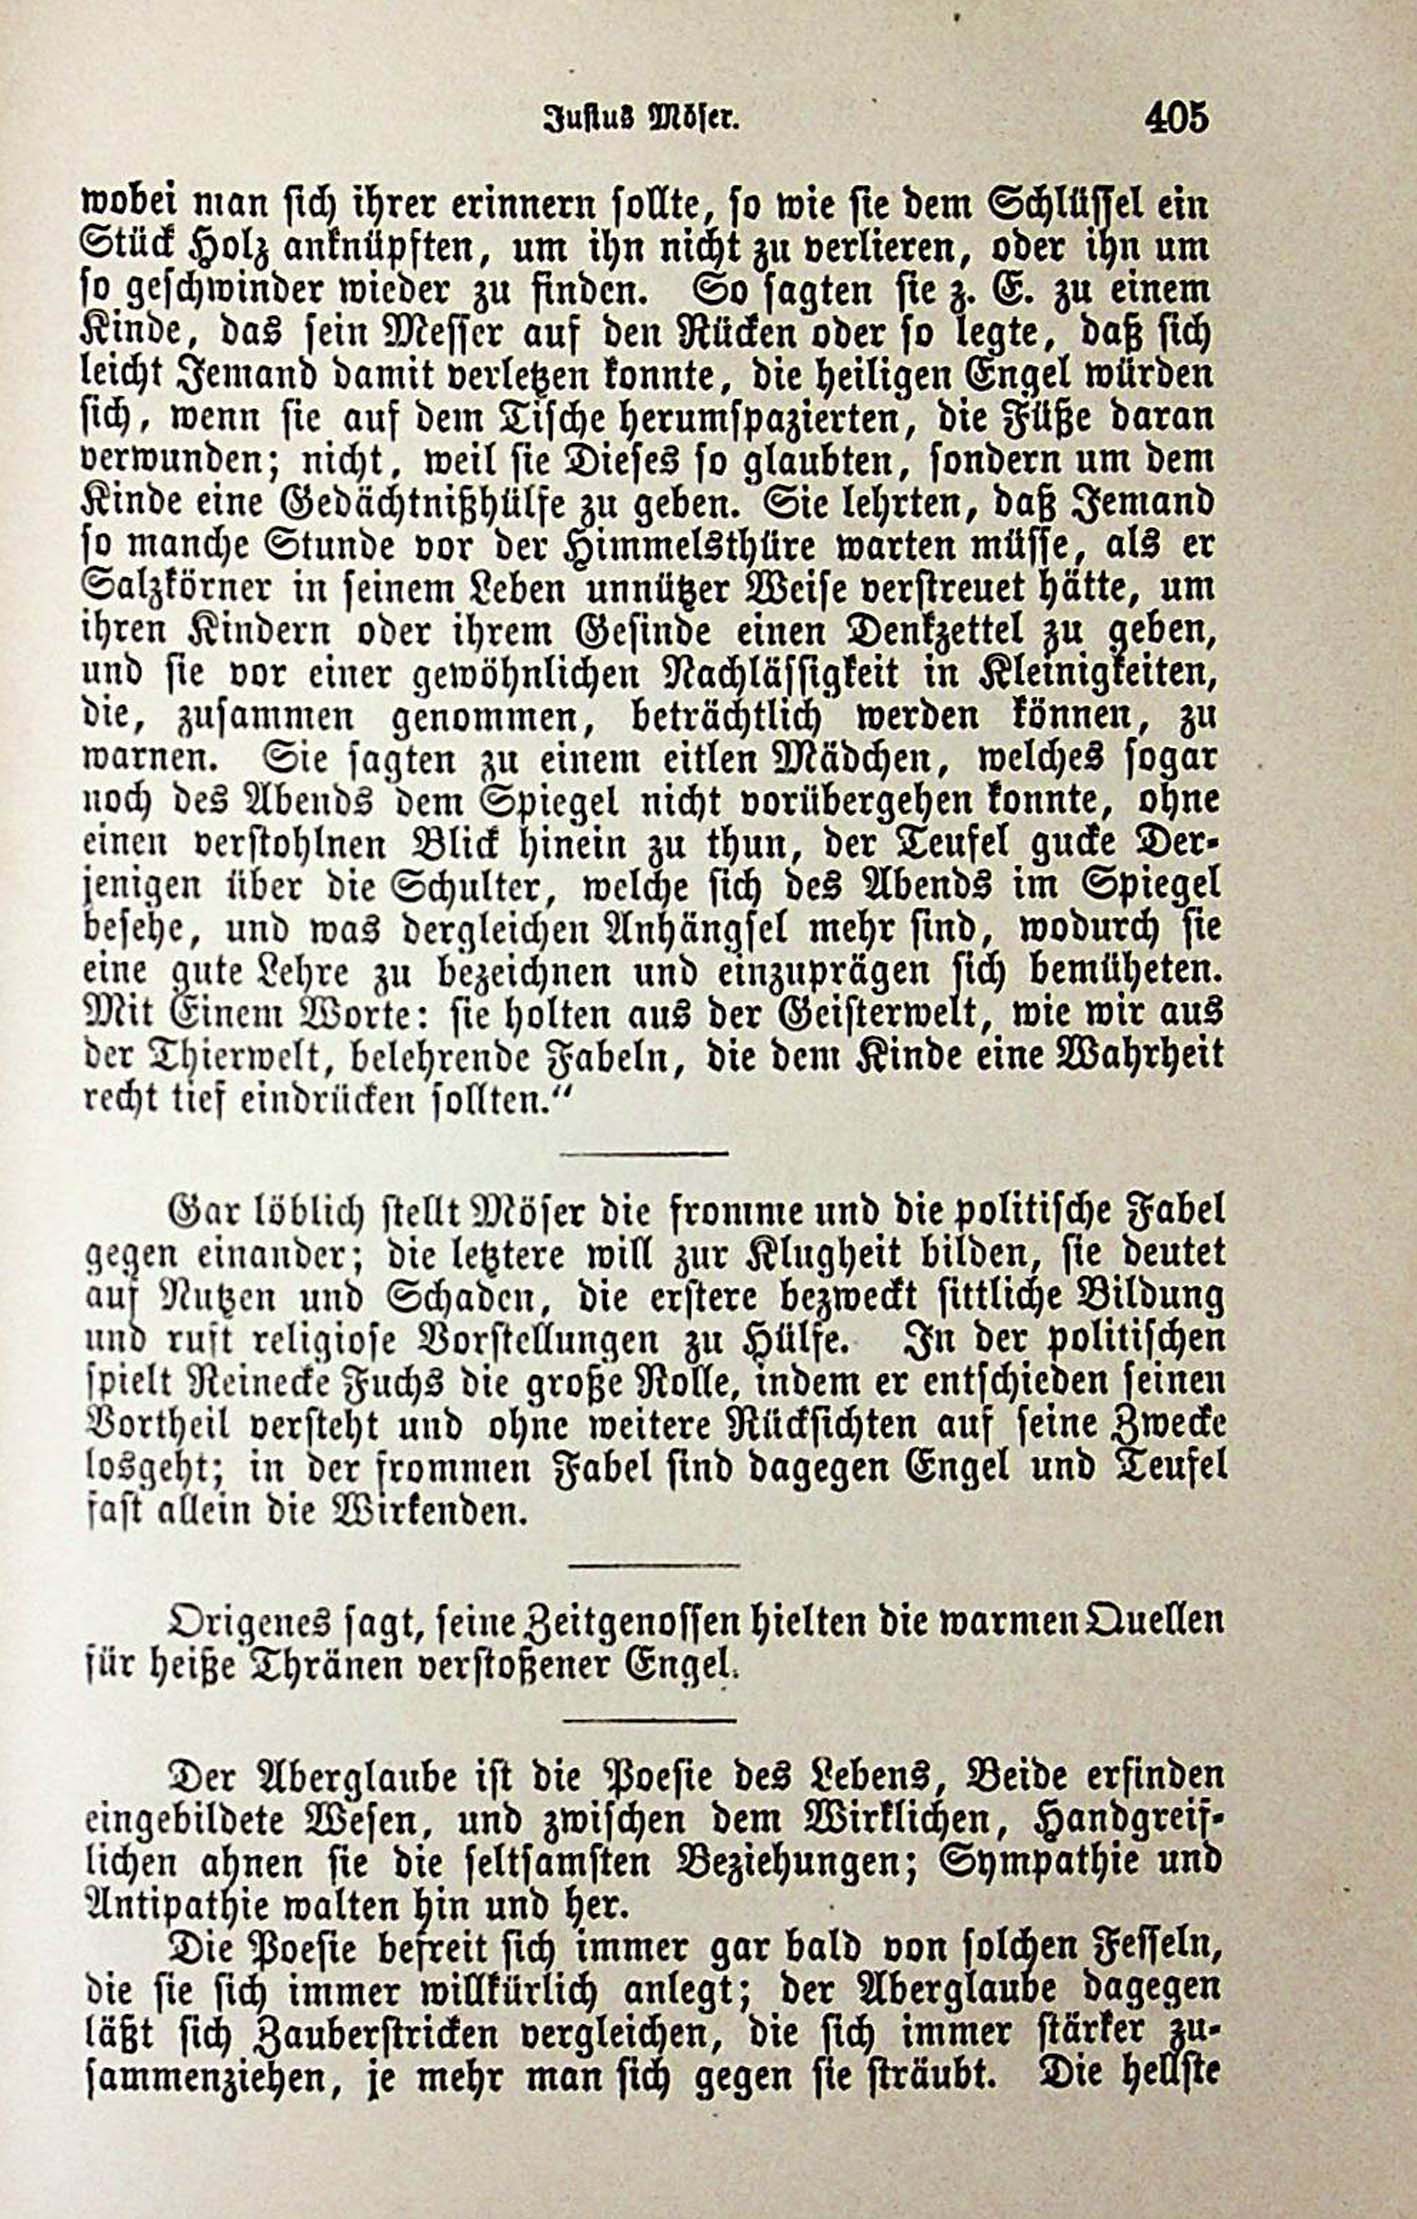 Justus Möser. 405
wobei man sich ihrer erinnern sollte, so wie sie dem Schlüssel ein
Stück Holz anknüpften, um ihn nicht zu verlieren, oder ihn um
so geschwinder wieder zu finden. So sagten sie z. E. zu einem
Kinde, das sein Messer auf den Rücken oder so legte, daß sich
leicht Jemand damit verletzen konnte, die heiligen Engel würden
sich, wenn sie auf dem Tische herumspazierten, die Füße daran
verwunden; nicht, weil sie Dieses so glaubten, sondern um dem
Kinde eine Gedächtnißhülfe zu geben. Sie lehrten, daß Jemand
so manche Stunde vor der Himmelsthüre warten müsse, als er
Salzkörner in seinem Leben unnützer Weise verstreuet hätte, um
ihren Kindern oder ihrem Gesinde einen Denkzettel zu geben,
und sie vor einer gewöhnlichen Nachlässigkeit in Kleinigkeiten,
die, zusammen genommen, beträchtlich werden können, zu
warnen. Sie sagten zu einem eitlen Mädchen, welches sogar
noch des Abends dem Spiegel nicht vorübergehen konnte, ohne
einen verstohlnen Blick hinein zu thun, der Teufel gucke Der-
jenigen über die Schulter, welche sich des Abends im Spiegel
besehe, und was dergleichen Anhängsel mehr sind, wodurch sie
eine gute Lehre zu bezeichnen und einzuprägen sich bemüheten.
Mit Einem Worte: sie holten aus der Geisterwelt, wie wir aus
der Thierwelt, belehrende Fabeln, die dem Kinde eine Wahrheit
recht tief eindrücken sollten.“
Gar löblich stellt Möser die fromme und die politische Fabel
gegen einander; die letztere will zur Klugheit bilden, sie deutet
auf Nutzen und Schaden, die erstere bezweckt sittliche Bildung
und ruft religiose Vorstellungen zu Hülfe. In der politischen
spielt Reinecke Fuchs die große Rolle, indem er entschieden seinen
Vortheil versteht und ohne weitere Rücksichten auf seine Zwecke
losgeht; in der frommen Fabel sind dagegen Engel und Teufel
fast allein die Wirkenden.
Origenes sagt, seine Zeitgenossen hielten die warmen Quellen
für heiße Thränen verstoßener Engel.
Der Aberglaube ist die Poesie des Lebens, Beide erfinden
eingebildete Wesen, und zwischen dem Wirklichen, Handgreif-
lichen ahnen sie die seltsamsten Beziehungen; Sympathie und
Antipathie walten hin und her.
Die Poesie befreit sich immer gar bald von solchen Fesseln,
die sie sich immer willkürlich anlegt; der Aberglaube dagegen
läßt sich Zauberstricken vergleichen, die sich immer stärker zu-
sammenziehen, je mehr man sich gegen sie sträubt. Die hellste